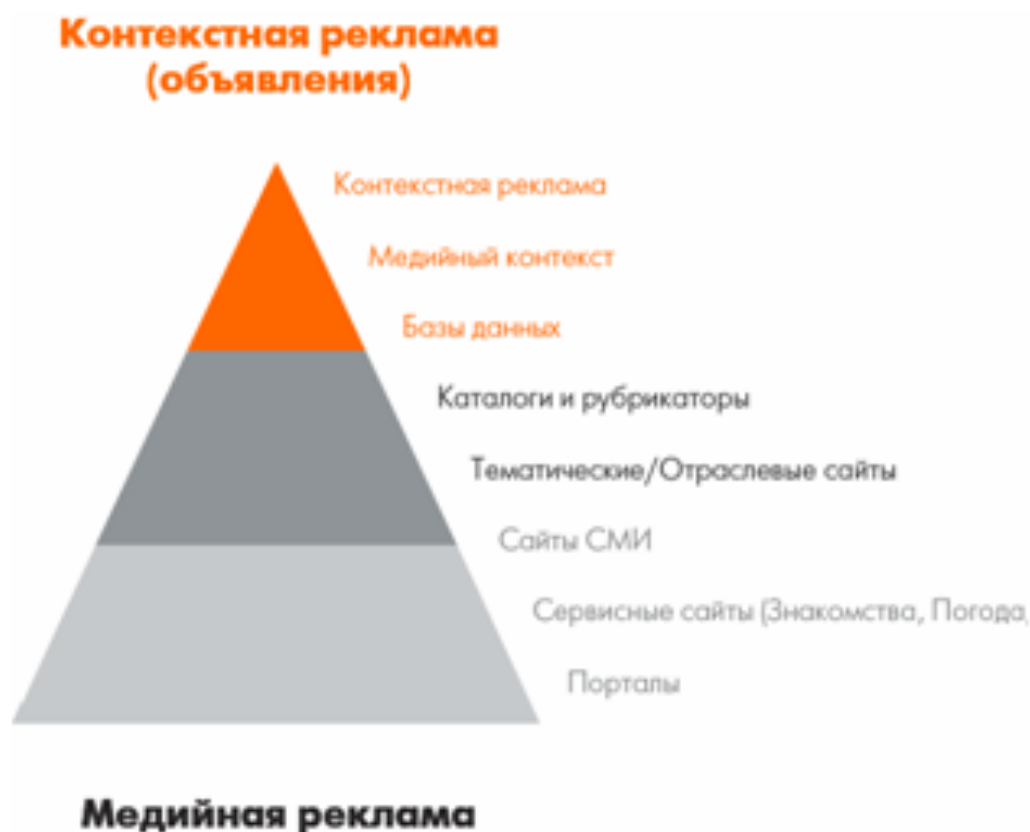 Контекстная реклама
(объявления)
Контекстная реклама
Медийный контекст
Базы данных
Каталоги и рубрикаторы
Тематические/Отраслевые сайты
Сайты СМИ
Сервисные сайты (Знакомства, Погода,
Порталы
Медийная реклама